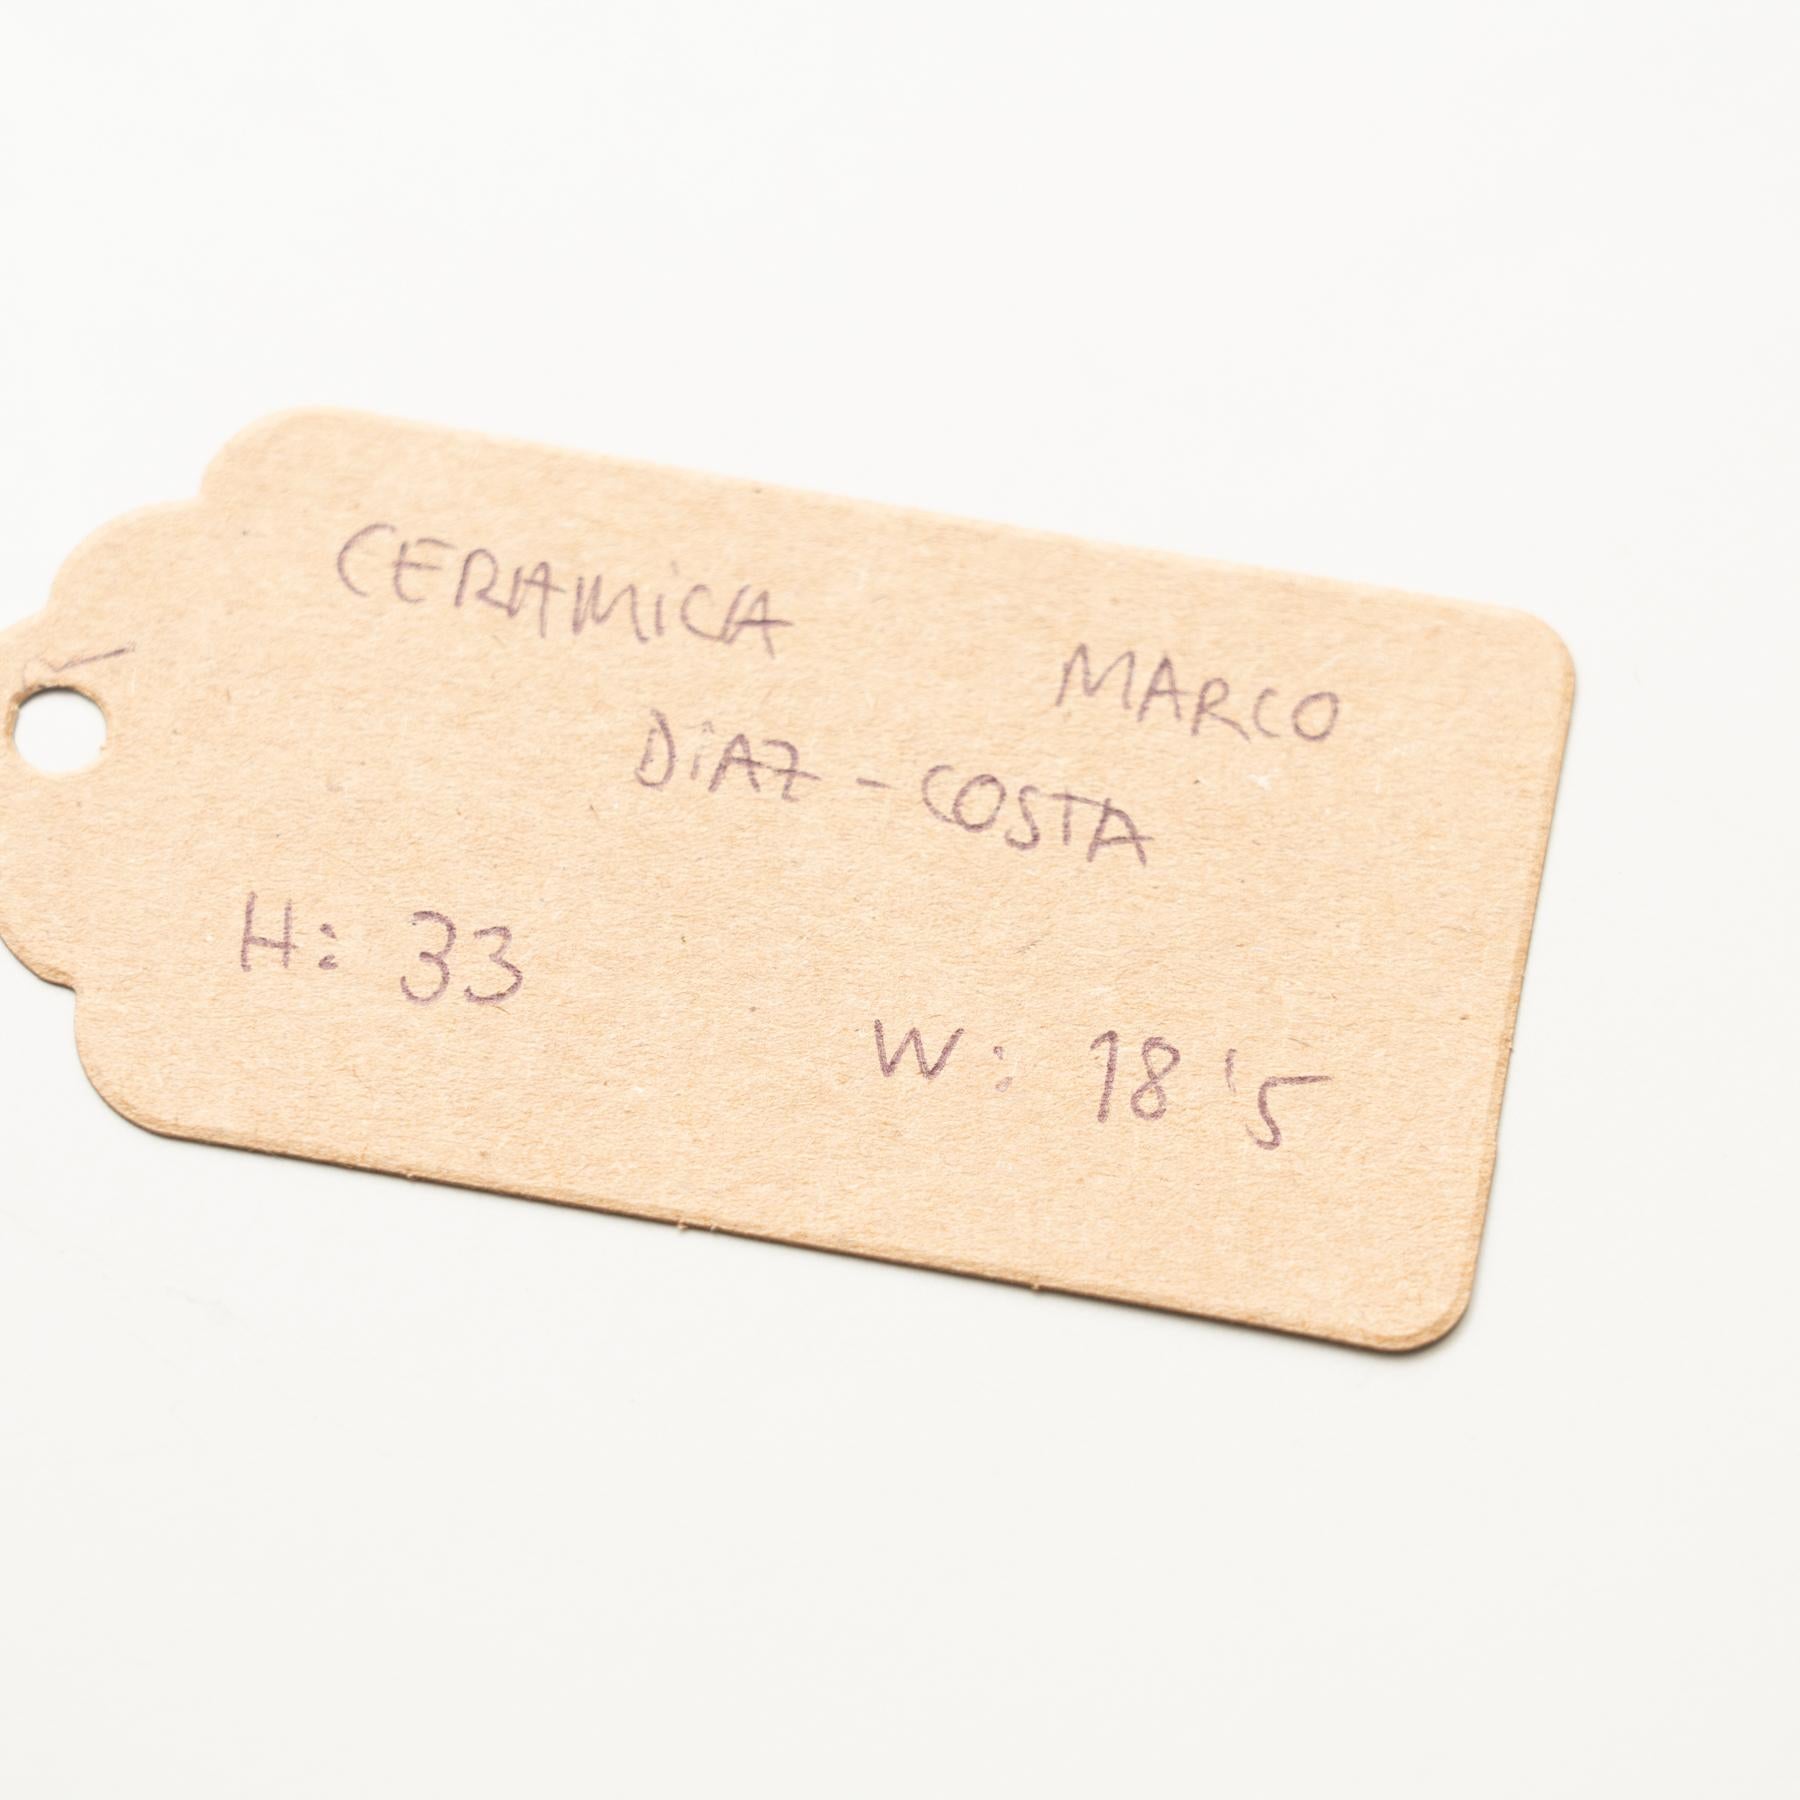 CERAMiCA MARCO
DiAZ - COSTA
H: 33
W: 18'5